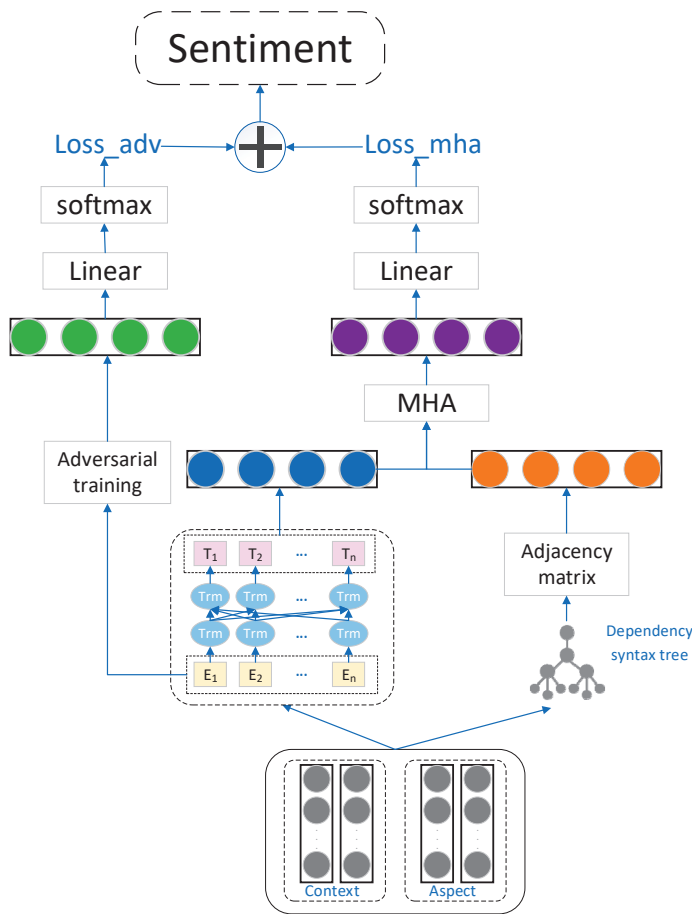 Sentiment
Loss_adv
Loss_mha
softmax
softmax
Linear
Linear
MHA
Adversarial
training
Adjacency
matrix
T1 T2 ... Tn
Trm Trm ... Trm
Trm Trm ... Trm
E1 E2 ... En
Dependency
syntax tree
Context
Aspect